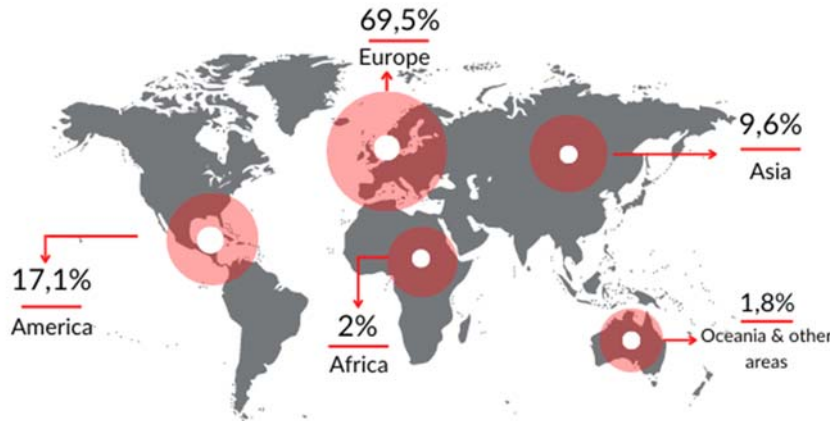 69,5%
Europe
9,6%
Asia
17,1%
America
2%
Africa
1,8%
Oceania & other
areas